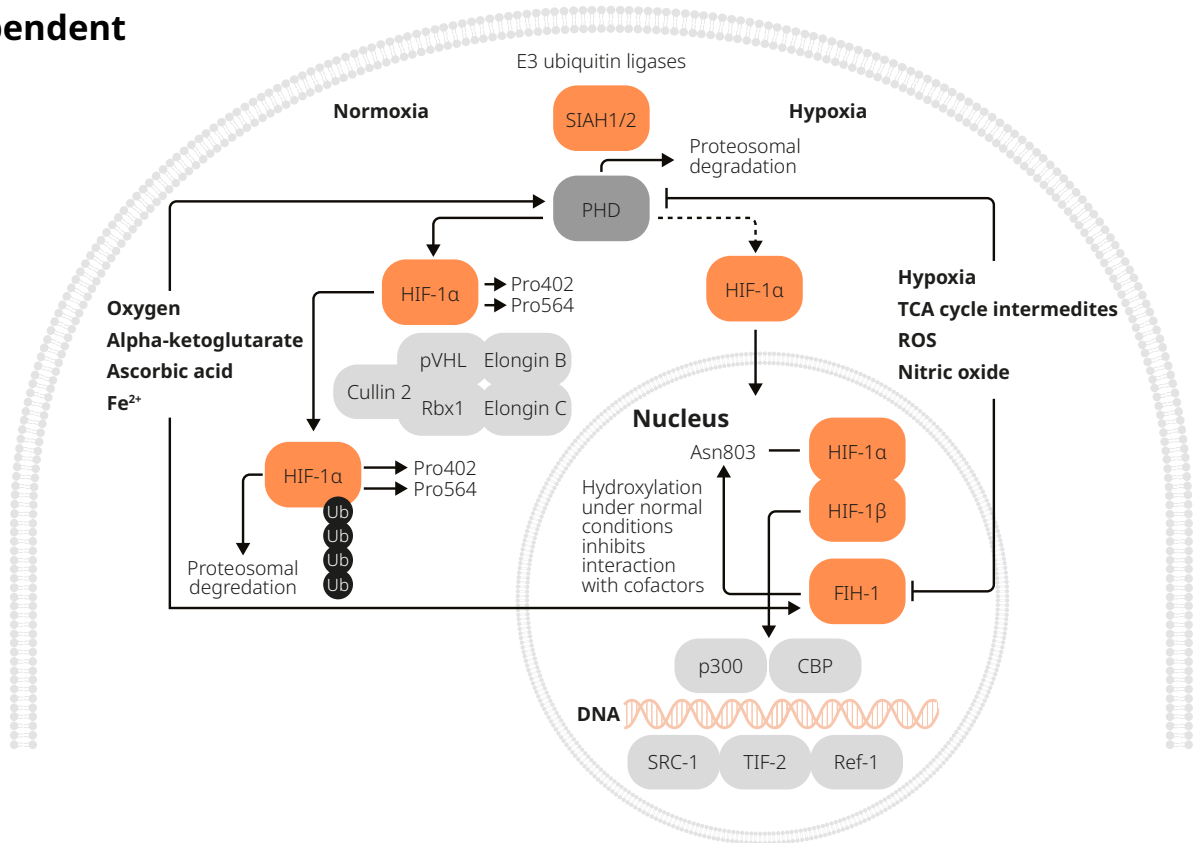 pendent
E3 ubiquitin ligases
Normoxia
SIAH1/2
Hypoxia
Proteosomal
degradation
PHD
HIF-1α
Pro402
Pro564
HIF-1α
Oxygen
Alpha-ketoglutarate
Ascorbic acid
Fe²⁺
Hypoxia
TCA cycle intermedites
ROS
Nitric oxide
pVHL
Elongin B
Cullin 2
Rbx1
Elongin C
Nucleus
Asn803
HIF-1α
HIF-1β
HIF-1α
Pro402
Pro564
Ub
Ub
Ub
Ub
Hydroxylation
under normal
conditions
inhibits
interaction
with cofactors
Proteosomal
degredation
FIH-1
p300
CBP
DNA
SRC-1
TIF-2
Ref-1